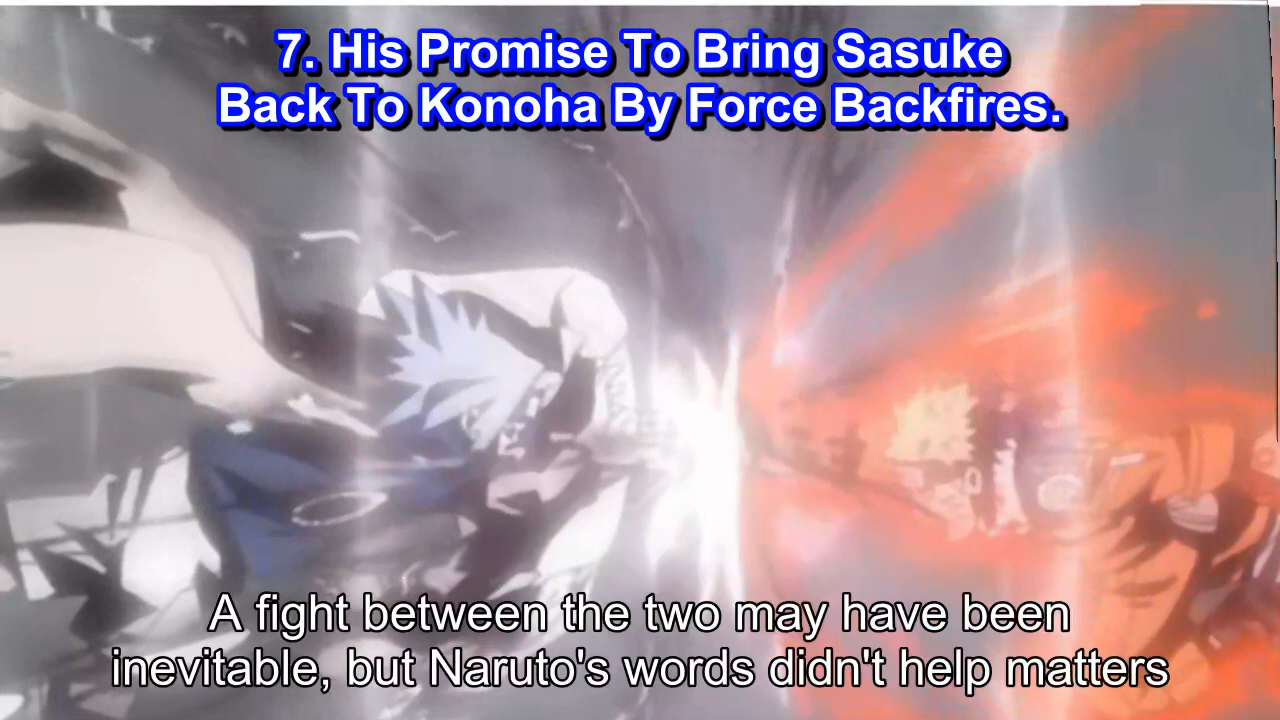 7. His Promise To Bring Sasuke
Back To Konoha By Force Backfires.
A fight between the two may have been
inevitable, but Naruto's words didn't help matters